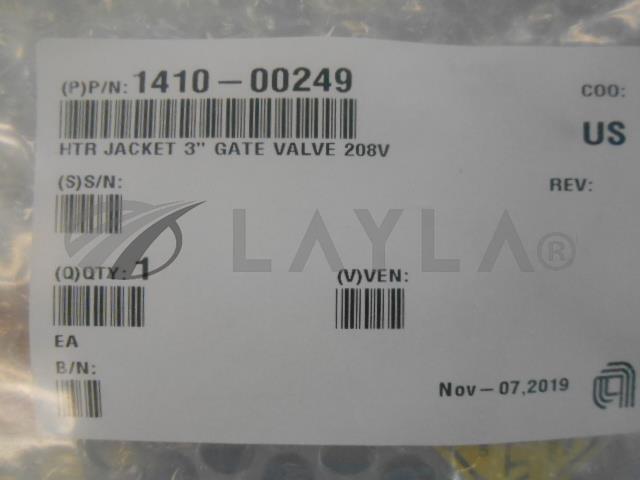 (P)P/N: 1410-00249
COO:
US
HTR JACKET 3" GATE VALVE 208V
(S)S/N:
REV:
LAYLA®
(Q)QTY: 1
(V)VEN:
EA
B/N:
Nov-07,2019